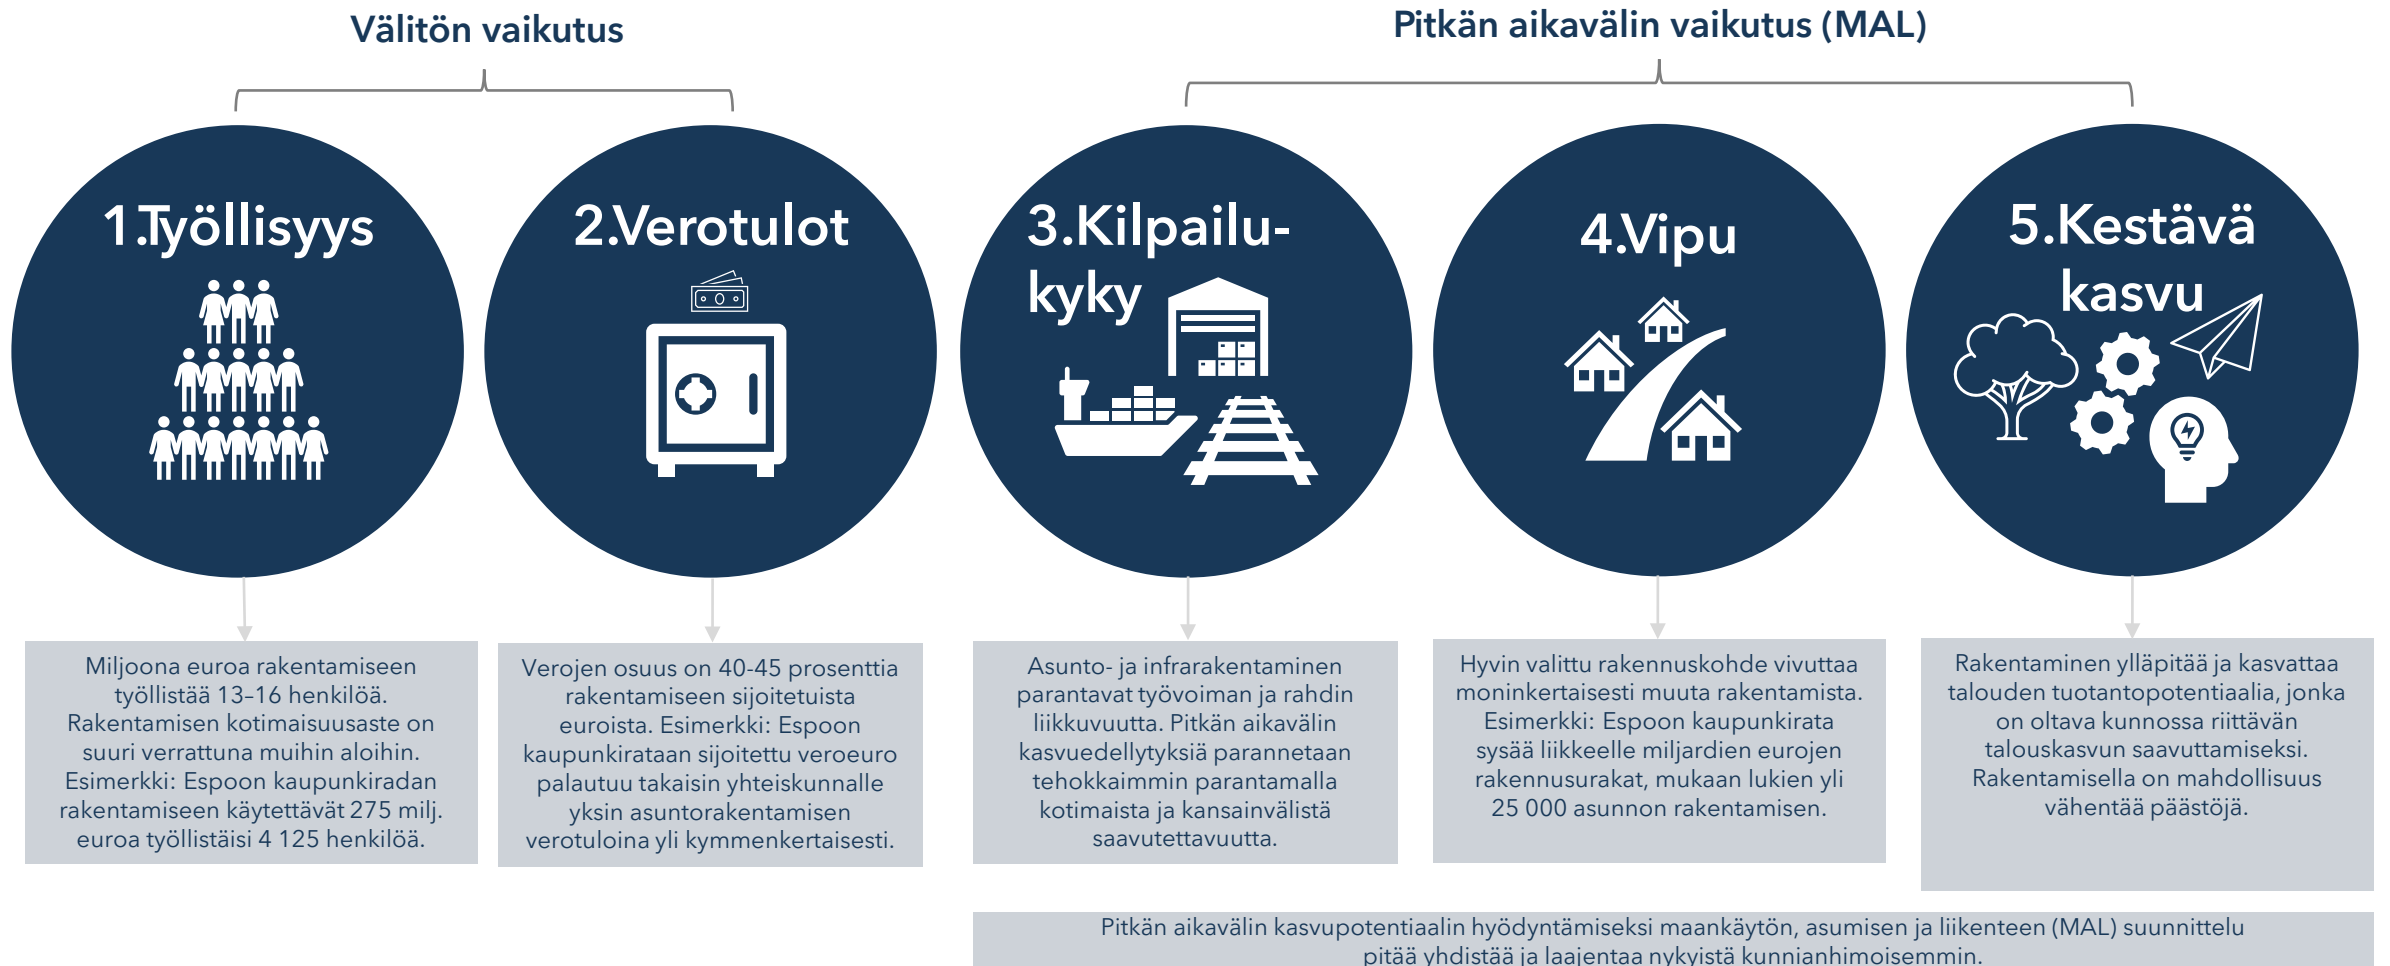 Välitön vaikutus
Pitkän aikavälin vaikutus (MAL)
1.Työllisyys
2.Verotulot
3.Kilpailu-
kyky
4.Vipu
5.Kestävä
kasvu
Miljoona euroa rakentamiseen
työllistää 13–16 henkilöä.
Rakentamisen kotimaisuusaste on
suuri verrattuna muihin aloihin.
Esimerkki: Espoon kaupunkiradan
rakentamiseen käytettävät 275 milj.
euroa työllistäisi 4 125 henkilöä.
Verojen osuus on 40-45 prosenttia
rakentamiseen sijoitetuista
euroista. Esimerkki: Espoon
kaupunkirataan sijoitettu veroeuro
palautuu takaisin yhteiskunnalle
yksin asuntorakentamisen
verotuloina yli kymmenkertaisesti.
Asunto- ja infrarakentaminen
parantavat työvoiman ja rahdin
liikkuvuutta. Pitkän aikavälin
kasvuedellytyksiä parannetaan
tehokkaimmin parantamalla
kotimaista ja kansainvälistä
saavutettavuutta.
Hyvin valittu rakennuskohde vivuttaa
moninkertaisesti muuta rakentamista.
Esimerkki: Espoon kaupunkirata
sysää liikkeelle miljardien eurojen
rakennusurakat, mukaan lukien yli
25 000 asunnon rakentamisen.
Rakentaminen ylläpitää ja kasvattaa
talouden tuotantopotentiaalia, jonka
on oltava kunnossa riittävän
talouskasvun saavuttamiseksi.
Rakentamisella on mahdollisuus
vähentää päästöjä.
Pitkän aikavälin kasvupotentiaalin hyödyntämiseksi maankäytön, asumisen ja liikenteen (MAL) suunnittelu
pitää yhdistää ja laajentaa nykyistä kunnianhimoisemmin.